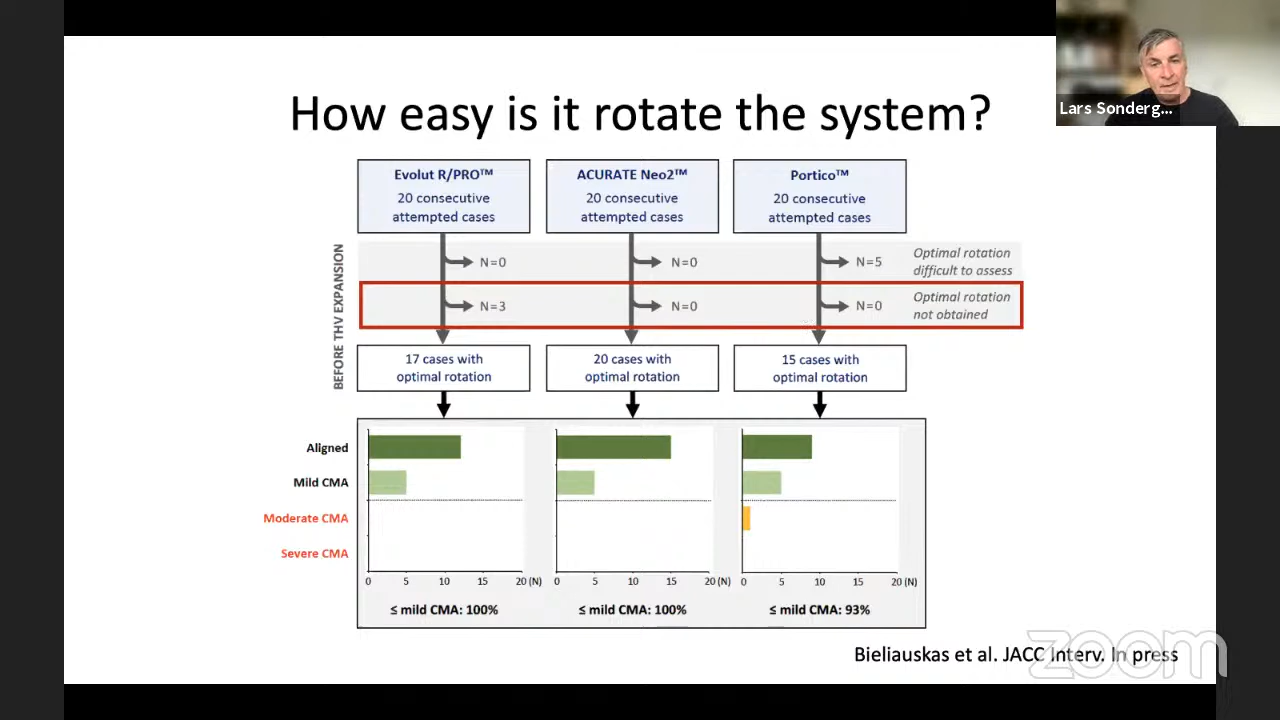 Lars Sonderg...
How easy is it rotate the system?
Evolut R/PRO™
20 consecutive
attempted cases
ACURATE Neo2™
20 consecutive
attempted cases
Portico™
20 consecutive
attempted cases
BEFORE THV EXPANSION
N=0
N=0
N=5
Optimal rotation
difficult to assess
N=3
N=0
N=0
Optimal rotation
not obtained
17 cases with
optimal rotation
20 cases with
optimal rotation
15 cases with
optimal rotation
Aligned
Mild CMA
Moderate CMA
Severe CMA
0 5 10 15 20 (N)
0 5 10 15 20 (N)
0 5 10 15 20 (N)
≤ mild CMA: 100%
≤ mild CMA: 100%
≤ mild CMA: 93%
Bieliauskas et al. JACC Interv. In press
zoom